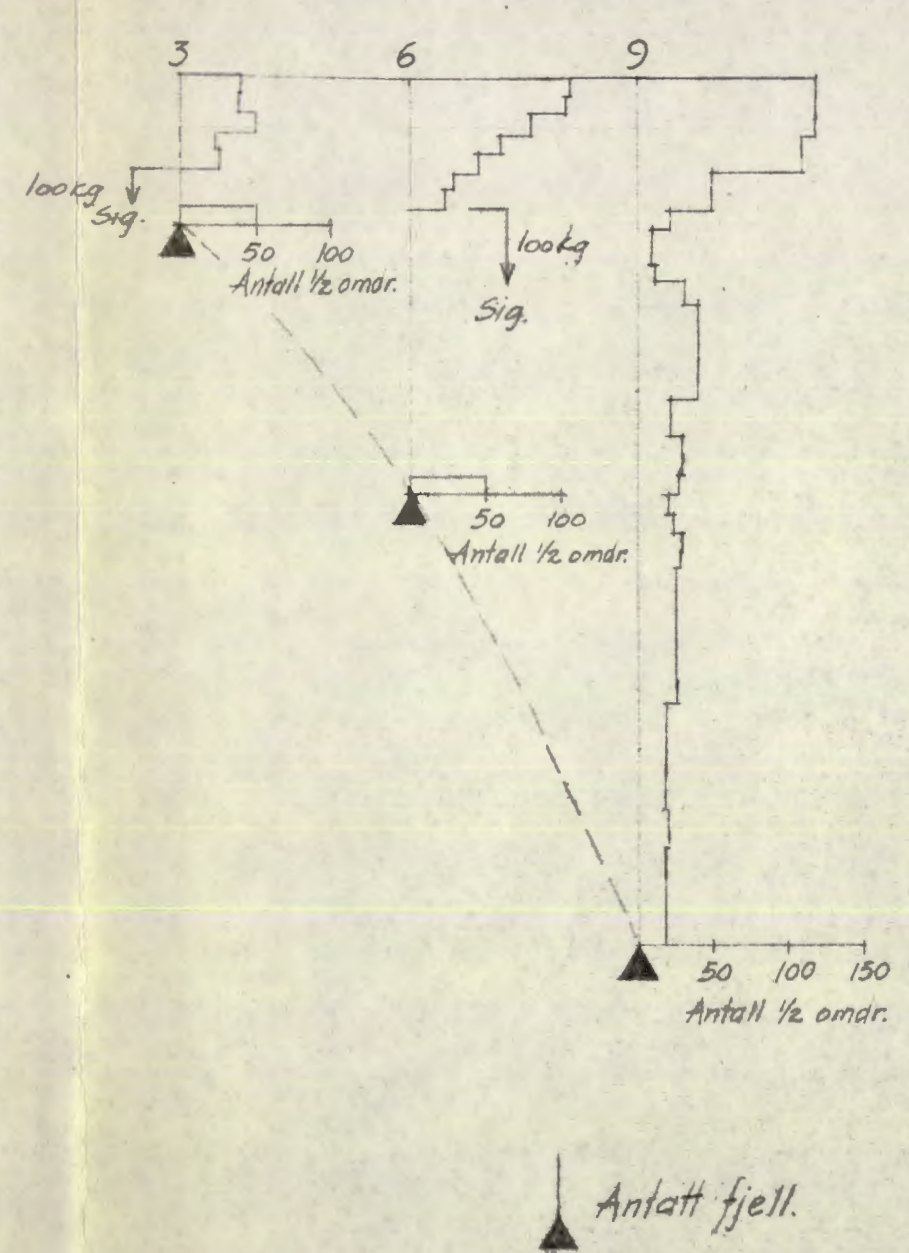 3 6 9
100kg
Sig.
50 100
Antall 1/2 omdr.
100kg
Sig.
50 100
Antall 1/2 omdr.
50 100 150
Antall 1/2 omdr.
Antatt fjell.